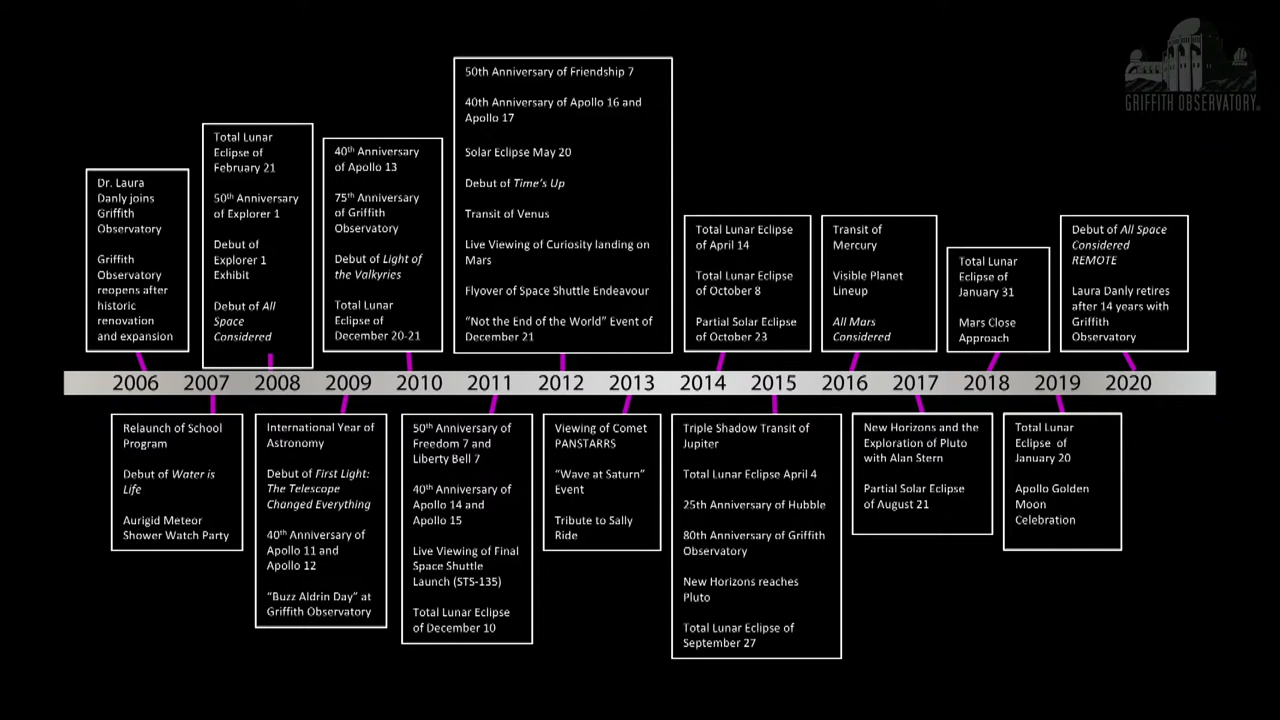 GRIFFITH OBSERVATORY
Dr. Laura
Danly joins
Griffith
Observatory
Griffith
Observatory
reopens after
historic
renovation
and expansion
Total Lunar
Eclipse of
February 21
50th Anniversary
of Explorer 1
Debut of
Explorer 1
Exhibit
Debut of All
Space
Considered
40th Anniversary
of Apollo 13
75th Anniversary
of Griffith
Observatory
Debut of Light of
the Valkyries
Total Lunar
Eclipse of
December 20-21
50th Anniversary of Friendship 7
40th Anniversary of Apollo 16 and
Apollo 17
Solar Eclipse May 20
Debut of Time's Up
Transit of Venus
Live Viewing of Curiosity landing on
Mars
Flyover of Space Shuttle Endeavour
“Not the End of the World” Event of
December 21
Total Lunar Eclipse
of April 14
Total Lunar Eclipse
of October 8
Partial Solar Eclipse
of October 23
Transit of
Mercury
Visible Planet
Lineup
All Mars
Considered
Total Lunar
Eclipse of
January 31
Mars Close
Approach
Debut of All Space
Considered
REMOTE
Laura Danly retires
after 14 years with
Griffith
Observatory
2006 2007 2008 2009 2010 2011 2012 2013 2014 2015 2016 2017 2018 2019 2020
Relaunch of School
Program
Debut of Water is
Life
Aurigid Meteor
Shower Watch Party
International Year of
Astronomy
Debut of First Light:
The Telescope
Changed Everything
40th Anniversary of
Apollo 11 and
Apollo 12
“Buzz Aldrin Day” at
Griffith Observatory
50th Anniversary of
Freedom 7 and
Liberty Bell 7
40th Anniversary of
Apollo 14 and
Apollo 15
Live Viewing of Final
Space Shuttle
Launch (STS-135)
Total Lunar Eclipse
of December 10
Viewing of Comet
PANSTARRS
“Wave at Saturn”
Event
Tribute to Sally
Ride
Triple Shadow Transit of
Jupiter
Total Lunar Eclipse April 4
25th Anniversary of Hubble
80th Anniversary of Griffith
Observatory
New Horizons reaches
Pluto
Total Lunar Eclipse of
September 27
New Horizons and the
Exploration of Pluto
with Alan Stern
Partial Solar Eclipse
of August 21
Total Lunar
Eclipse of
January 20
Apollo Golden
Moon
Celebration